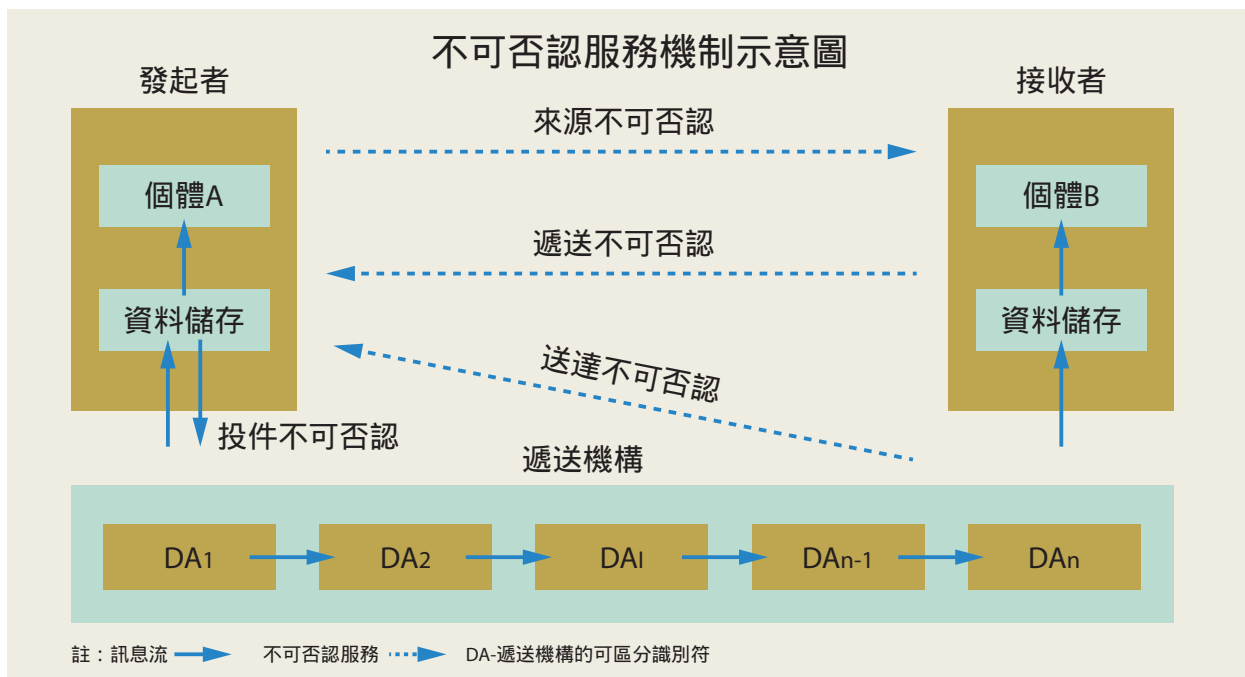 不可否認服務機制示意圖
發起者
接收者
來源不可否認
個體A
個體B
遞送不可否認
資料儲存
資料儲存
送達不可否認
投件不可否認
遞送機構
DA1
DA2
DAI
DAn-1
DAn
註：訊息流 不可否認服務 DA-遞送機構的可區分識別符